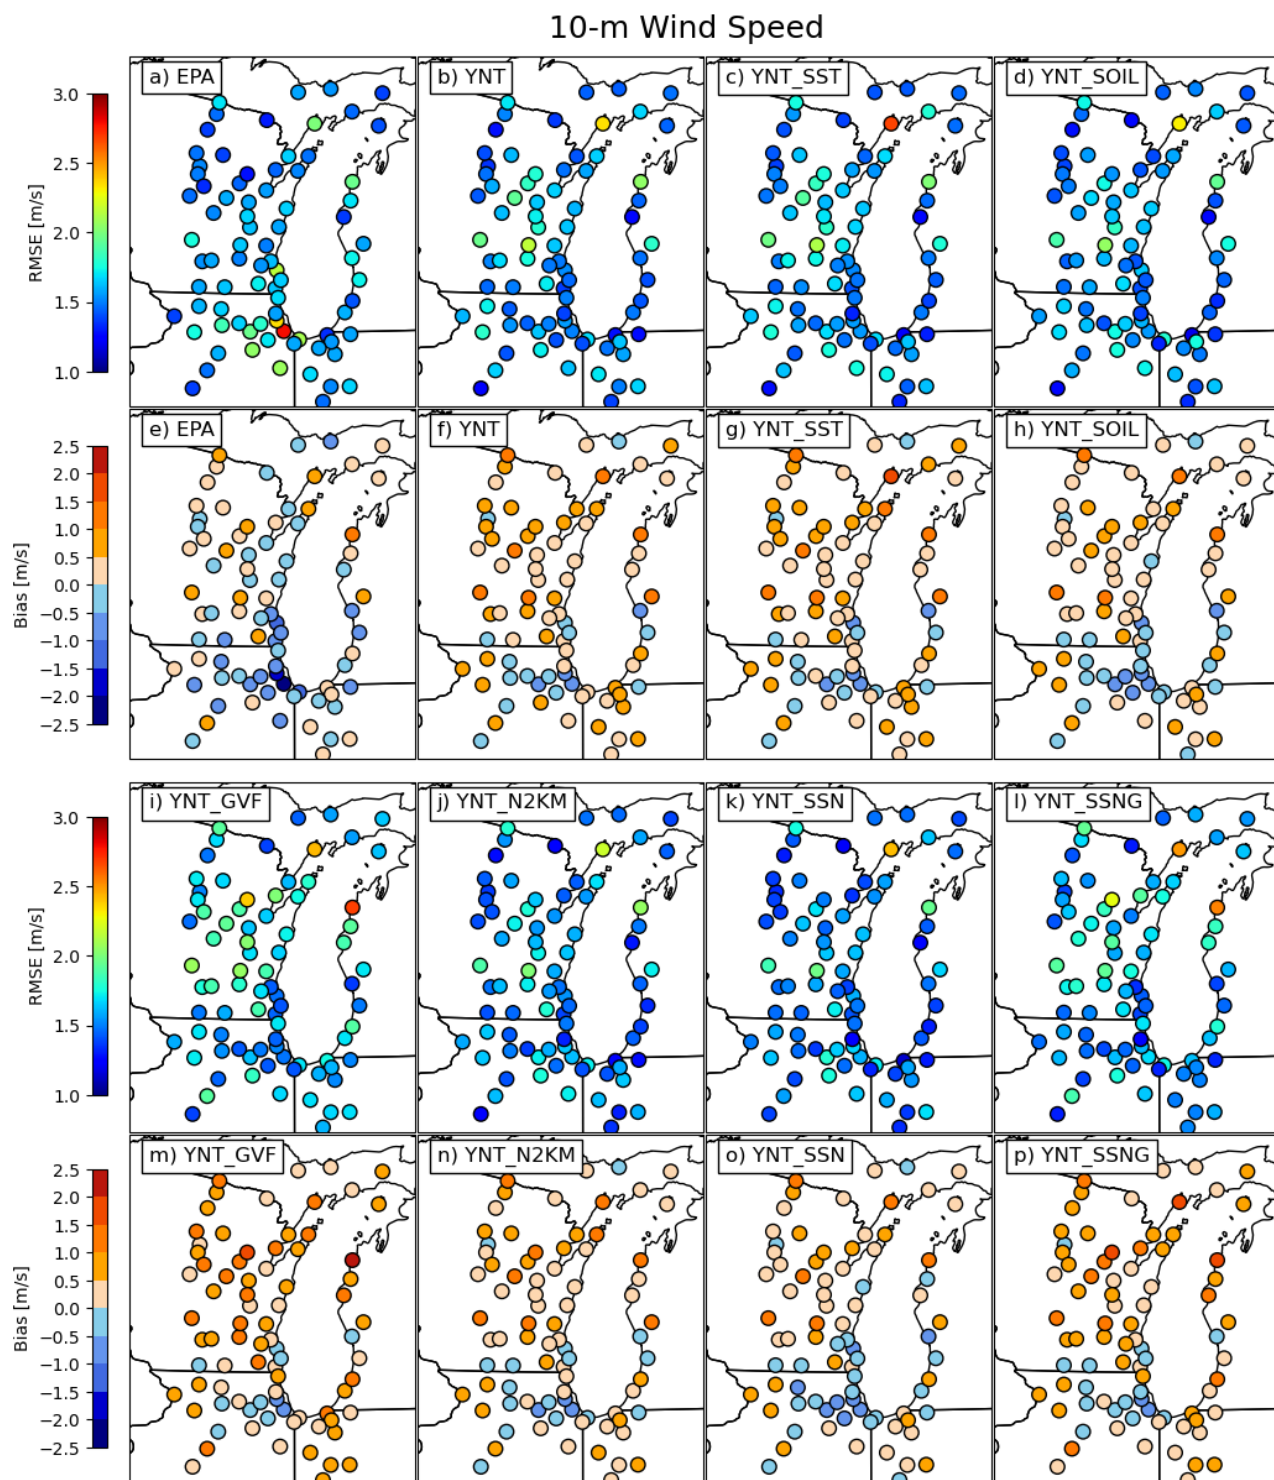 10-m Wind Speed
a) EPA
b) YNT
c) YNT_SST
d) YNT_SOIL
3.0
2.5
2.0
1.5
1.0
RMSE [m/s]
e) EPA
f) YNT
g) YNT_SST
h) YNT_SOIL
2.5
2.0
1.5
1.0
0.5
0.0
−0.5
−1.0
−1.5
−2.0
−2.5
Bias [m/s]
i) YNT_GVF
j) YNT_N2KM
k) YNT_SSN
l) YNT_SSNG
3.0
2.5
2.0
1.5
1.0
RMSE [m/s]
m) YNT_GVF
n) YNT_N2KM
o) YNT_SSN
p) YNT_SSNG
2.5
2.0
1.5
1.0
0.5
0.0
−0.5
−1.0
−1.5
−2.0
−2.5
Bias [m/s]